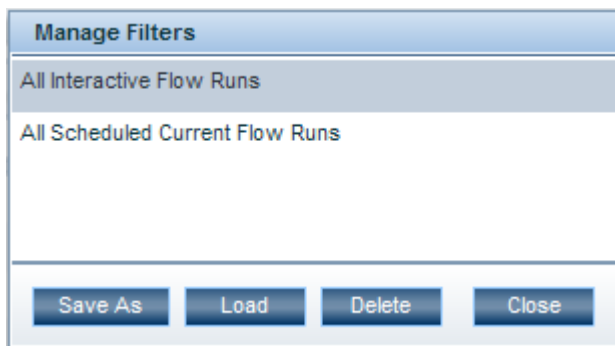 Manage Filters
All Interactive Flow Runs
All Scheduled Current Flow Runs
Save As Load Delete Close